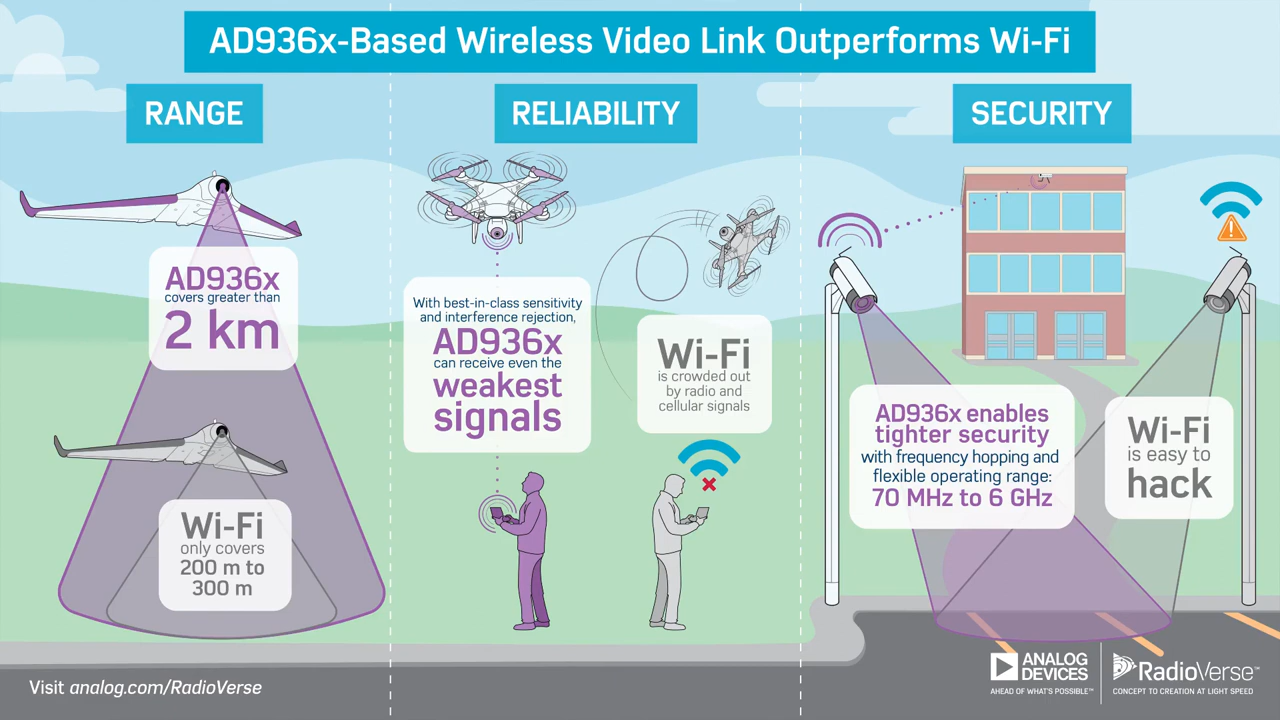 AD936x-Based Wireless Video Link Outperforms Wi-Fi
RANGE
AD936x
covers greater than
2 km
Wi-Fi
only covers
200 m to
300 m
RELIABILITY
With best-in-class sensitivity
and interference rejection,
AD936x
can receive even the
weakest
signals
Wi-Fi
is crowded out
by radio and
cellular signals
SECURITY
AD936x enables
tighter security
with frequency hopping and
flexible operating range:
70 MHz to 6 GHz
Wi-Fi
is easy to
hack
Visit analog.com/RadioVerse
ANALOG
DEVICES
AHEAD OF WHAT'S POSSIBLE™
RadioVerse™
CONCEPT TO CREATION AT LIGHT SPEED